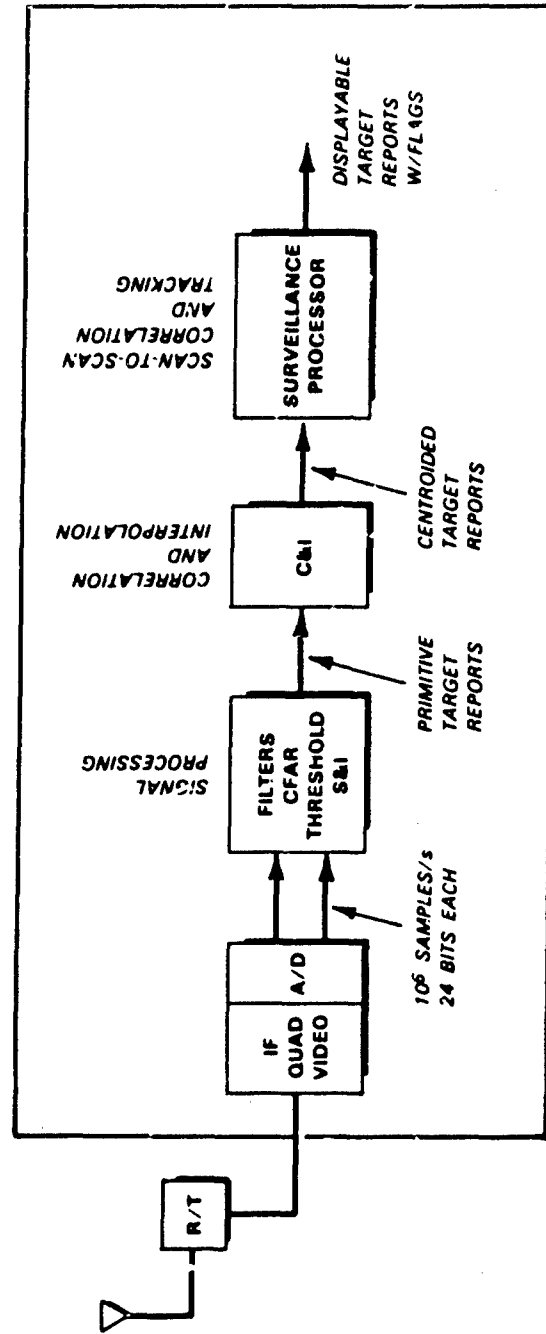 R/T
IF
QUAD
VIDEO
A/D
10⁶ SAMPLES/s
24 BITS EACH
SIGNAL
PROCESSING
FILTERS
CFAR
THRESHOLD
S&I
PRIMITIVE
TARGET
REPORTS
CORRELATION
AND
INTERPOLATION
C&I
CENTROIDED
TARGET
REPORTS
SCAN-TO-SCAN
CORRELATION
AND
TRACKING
SURVEILLANCE
PROCESSOR
DISPLAYABLE
TARGET
REPORTS
W/FLAGS